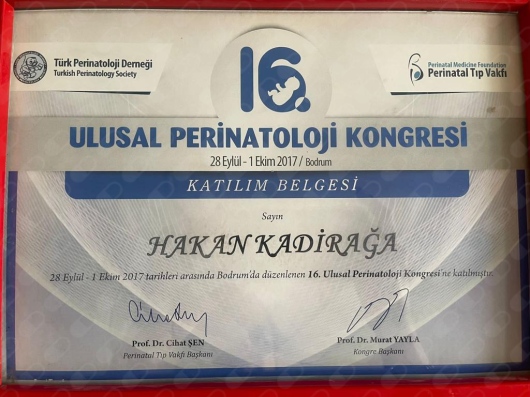 Türk Perinatoloji Derneği
Turkish Perinatology Society
16.
Perinatal Medicine Foundation
Perinatal Tıp Vakfı
ULUSAL PERİNATOLOJİ KONGRESİ
28 Eylül - 1 Ekim 2017 / Bodrum
KATILIM BELGESİ
Sayın
HAKAN KADİRAĞA
28 Eylül - 1 Ekim 2017 tarihleri arasında Bodrum'da düzenlenen 16. Ulusal Perinatoloji Kongresi'ne katılmıştır.
Prof. Dr. Cihat ŞEN
Perinatal Tıp Vakfı Başkanı
Prof. Dr. Murat YAYLA
Kongre Başkanı